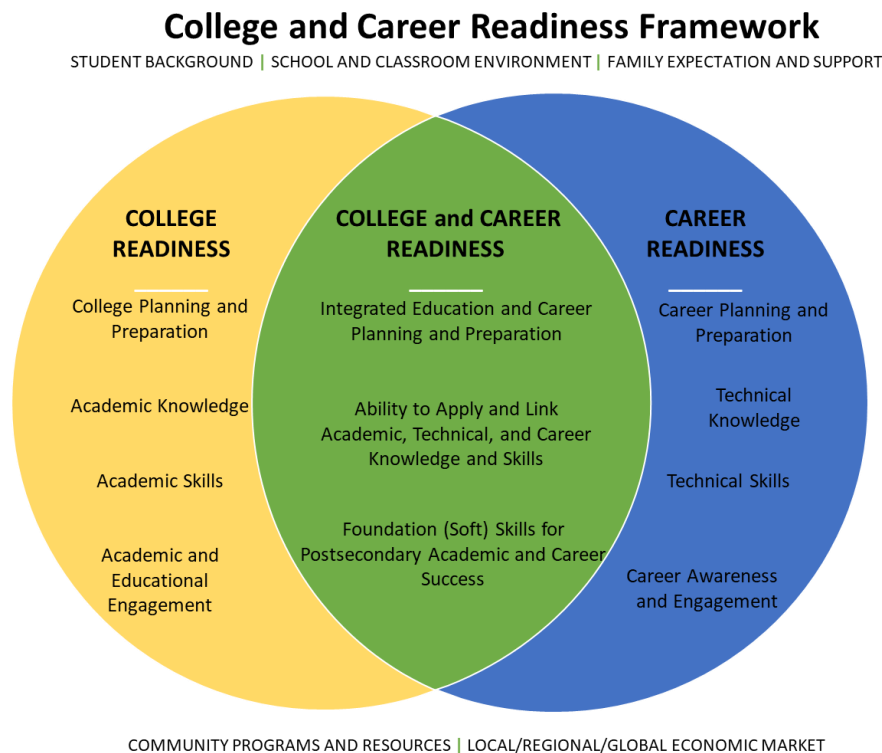 College and Career Readiness Framework
STUDENT BACKGROUND | SCHOOL AND CLASSROOM ENVIRONMENT | FAMILY EXPECTATION AND SUPPORT
COLLEGE
READINESS
College Planning and
Preparation
Academic Knowledge
Academic Skills
Academic and
Educational
Engagement
COLLEGE and CAREER
READINESS
Integrated Education and Career
Planning and Preparation
Ability to Apply and Link
Academic, Technical, and Career
Knowledge and Skills
Foundation (Soft) Skills for
Postsecondary Academic and Career
Success
CAREER
READINESS
Career Planning and
Preparation
Technical
Knowledge
Technical Skills
Career Awareness
and Engagement
COMMUNITY PROGRAMS AND RESOURCES | LOCAL/REGIONAL/GLOBAL ECONOMIC MARKET